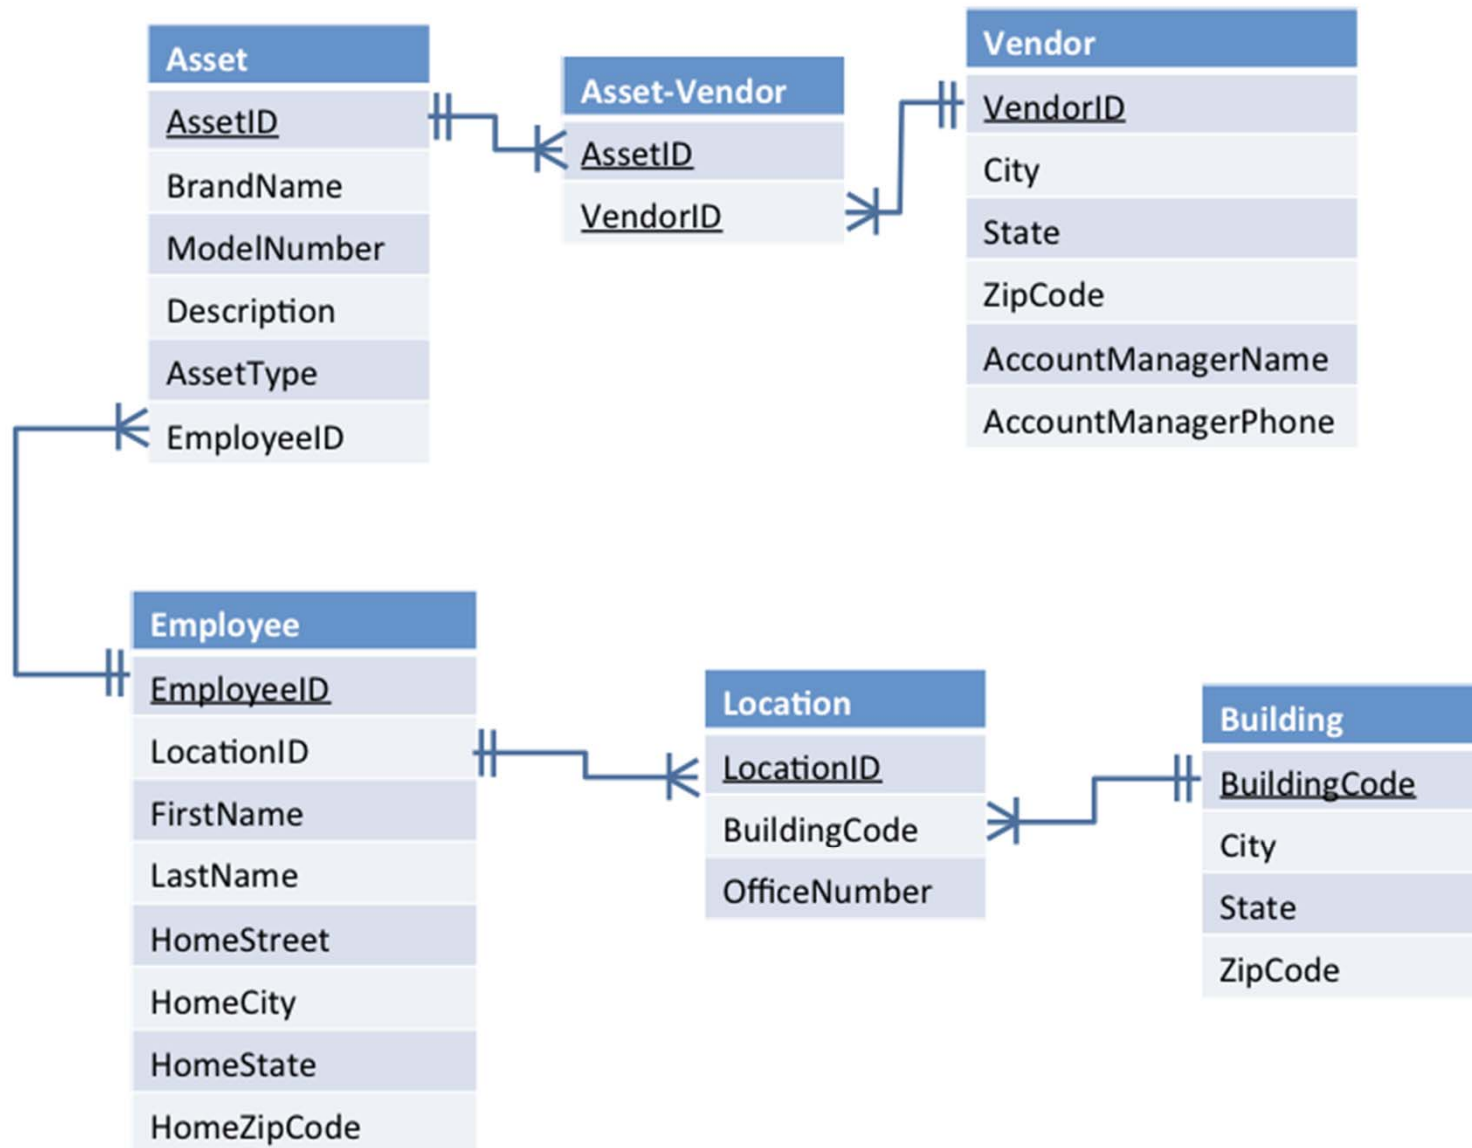 Asset
AssetID
BrandName
ModelNumber
Description
AssetType
EmployeeID
Asset-Vendor
AssetID
VendorID
Vendor
VendorID
City
State
ZipCode
AccountManagerName
AccountManagerPhone
Employee
EmployeeID
LocationID
FirstName
LastName
HomeStreet
HomeCity
HomeState
HomeZipCode
Location
LocationID
BuildingCode
OfficeNumber
Building
BuildingCode
City
State
ZipCode